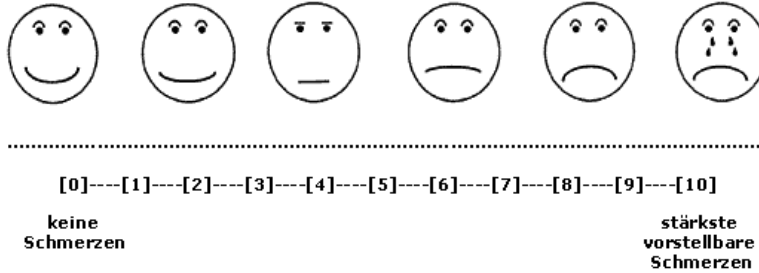 [0]----[1]----[2]----[3]----[4]----[5]----[6]----[7]----[8]----[9]----[10]
keine
Schmerzen
stärkste
vorstellbare
Schmerzen